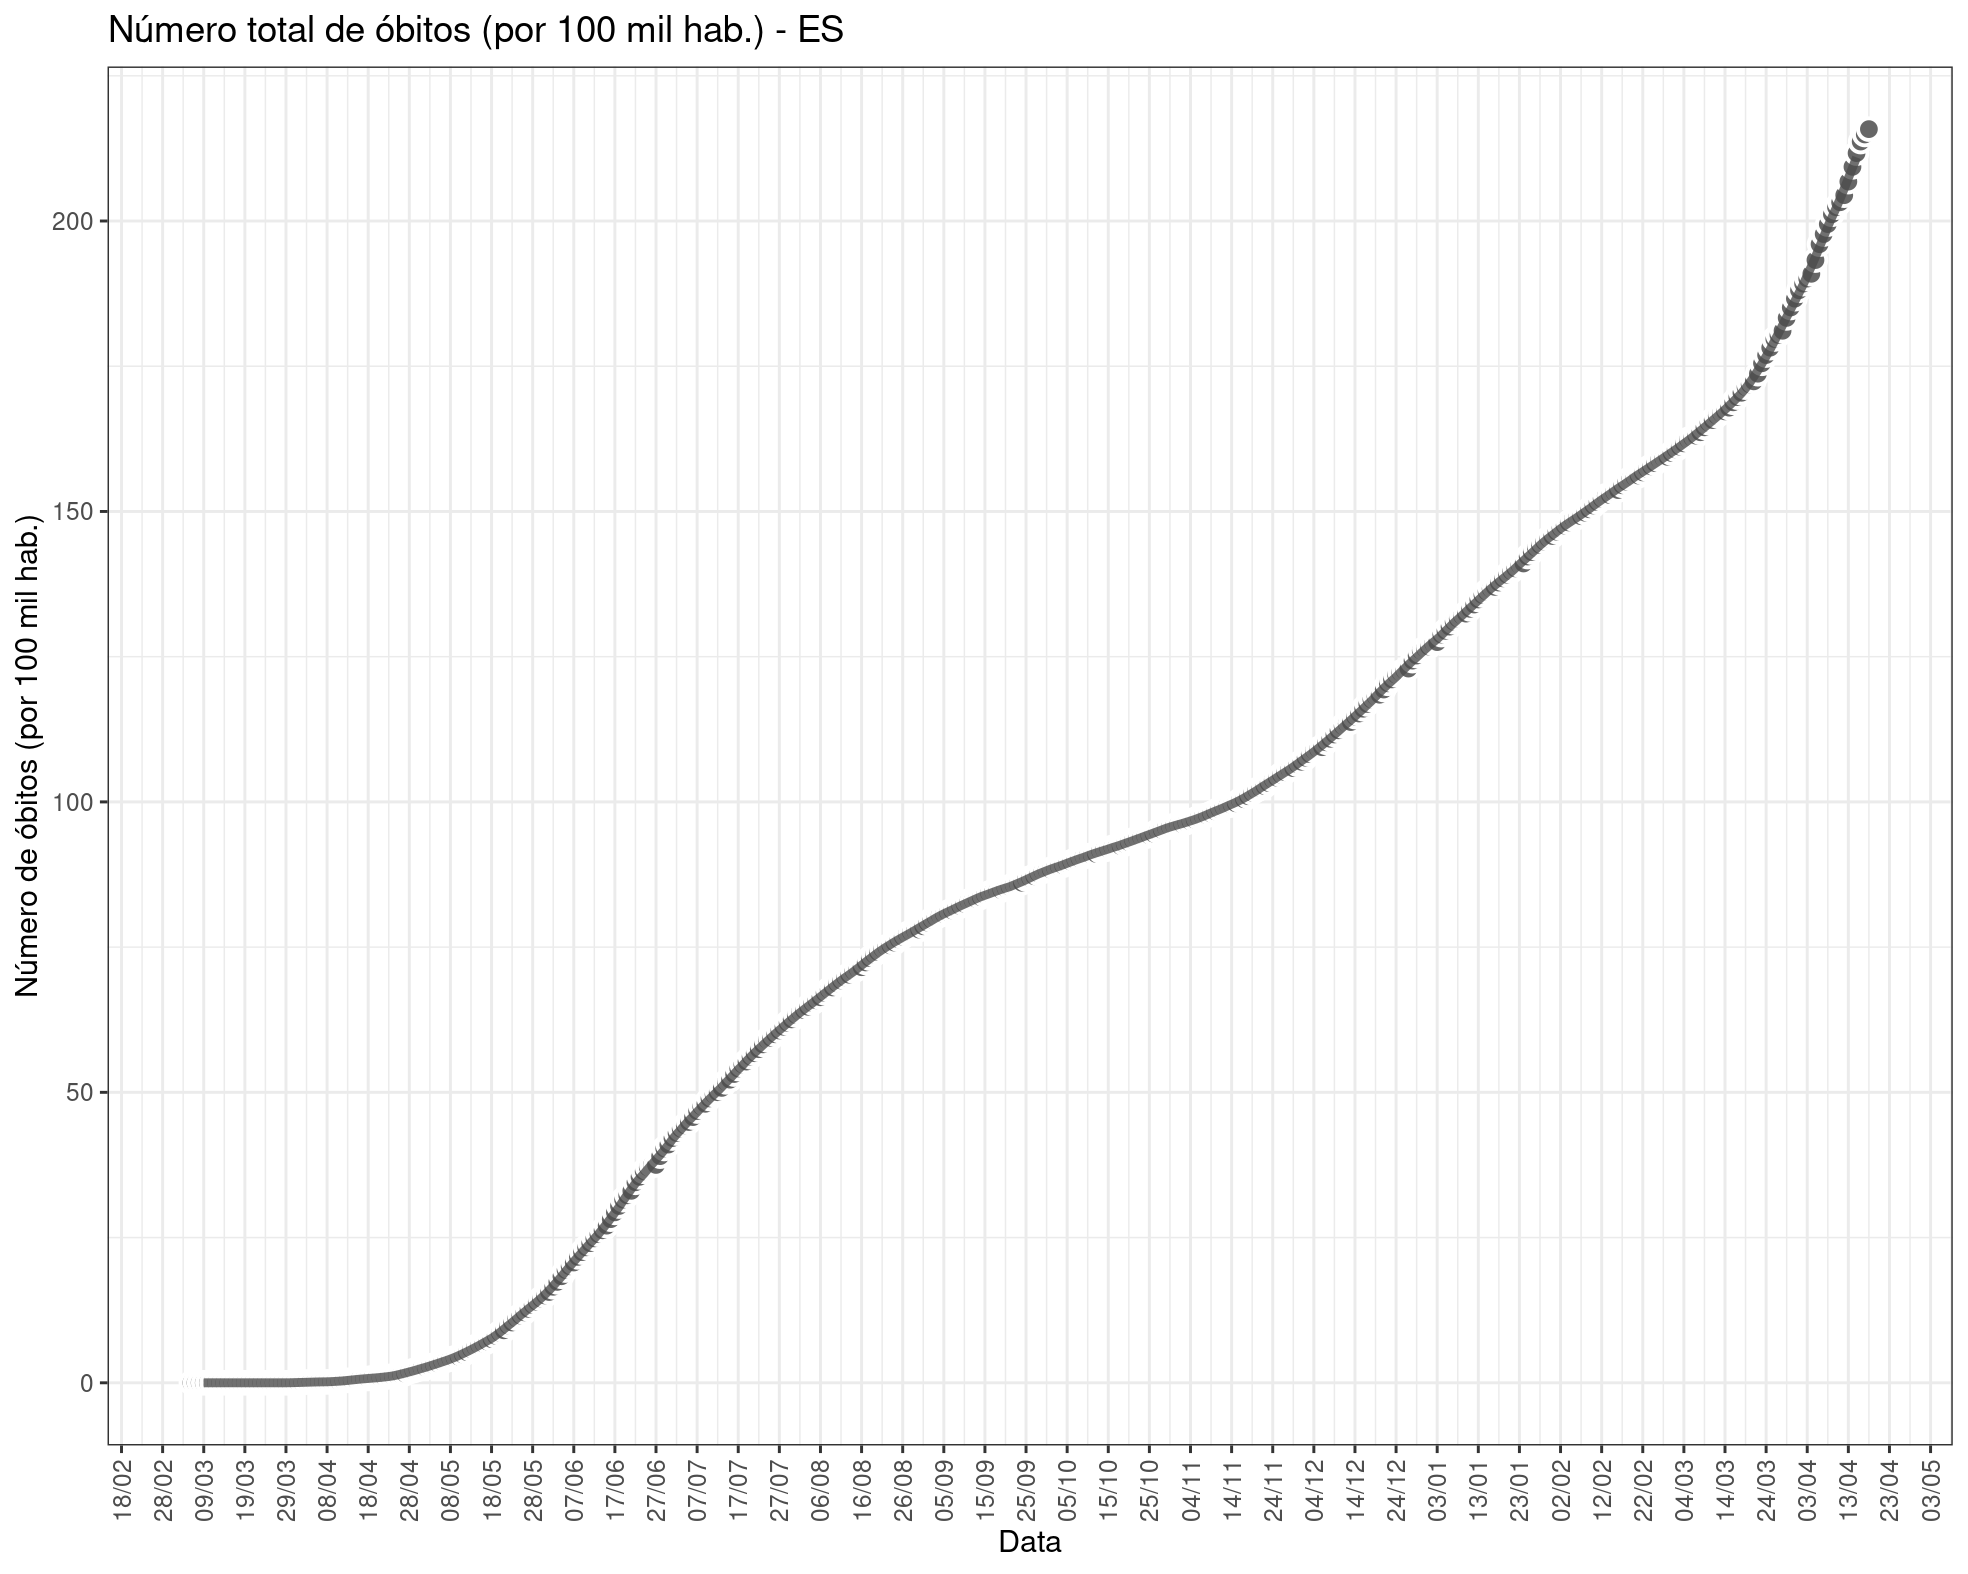 Número total de óbitos (por 100 mil hab.) - ES
Número de óbitos (por 100 mil hab.)
200
150
100
50
0
18/02 28/02 09/03 19/03 29/03 08/04 18/04 28/04 08/05 18/05 28/05 07/06 17/06 27/06 07/07 17/07 27/07 06/08 16/08 26/08 05/09 15/09 25/09 05/10 15/10 25/10 04/11 14/11 24/11 04/12 14/12 24/12 03/01 13/01 23/01 02/02 12/02 22/02 04/03 14/03 24/03 03/04 13/04 23/04 03/05
Data